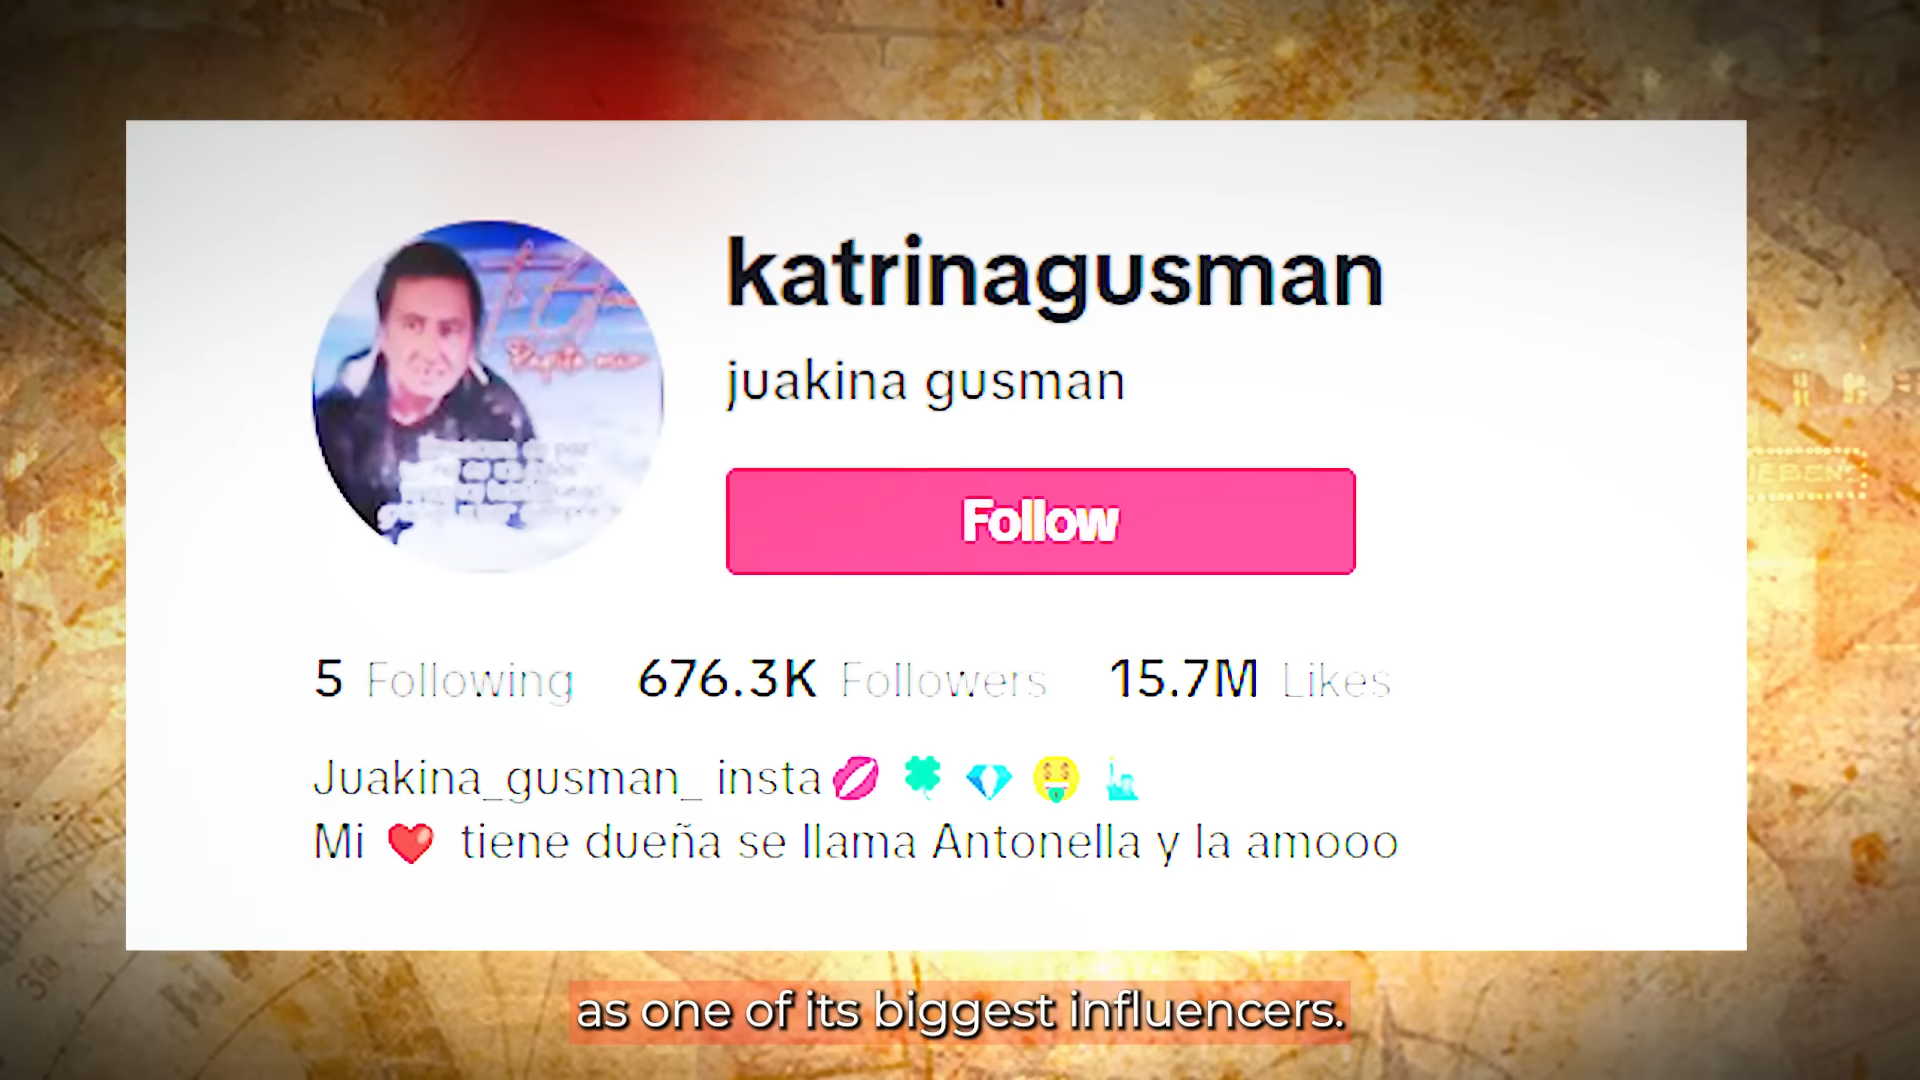 katrinagusman
juakina gusman
Follow
5 Following 676.3K Followers 15.7M Likes
Juakina_gusman_ insta💋 🍀 💎 🤑 🗽
Mi ❤️ tiene dueña se llama Antonella y la amooo
as one of its biggest influencers.